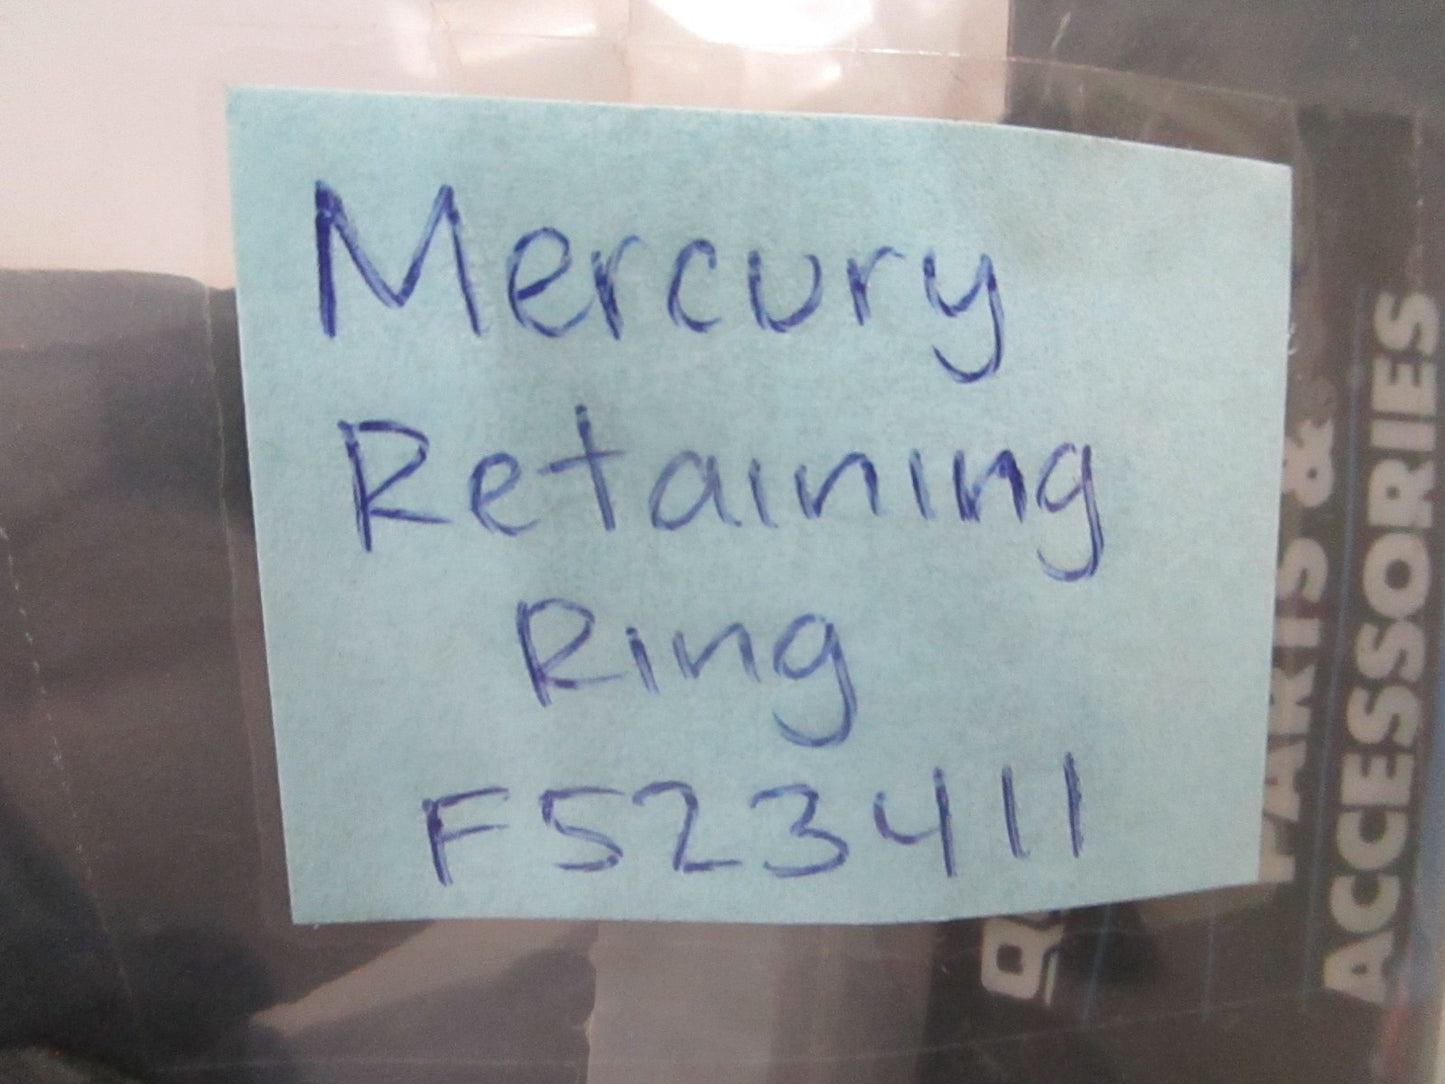 Mercury
Retaining
Ring
F523411
PARTS &
ACCESSORIES